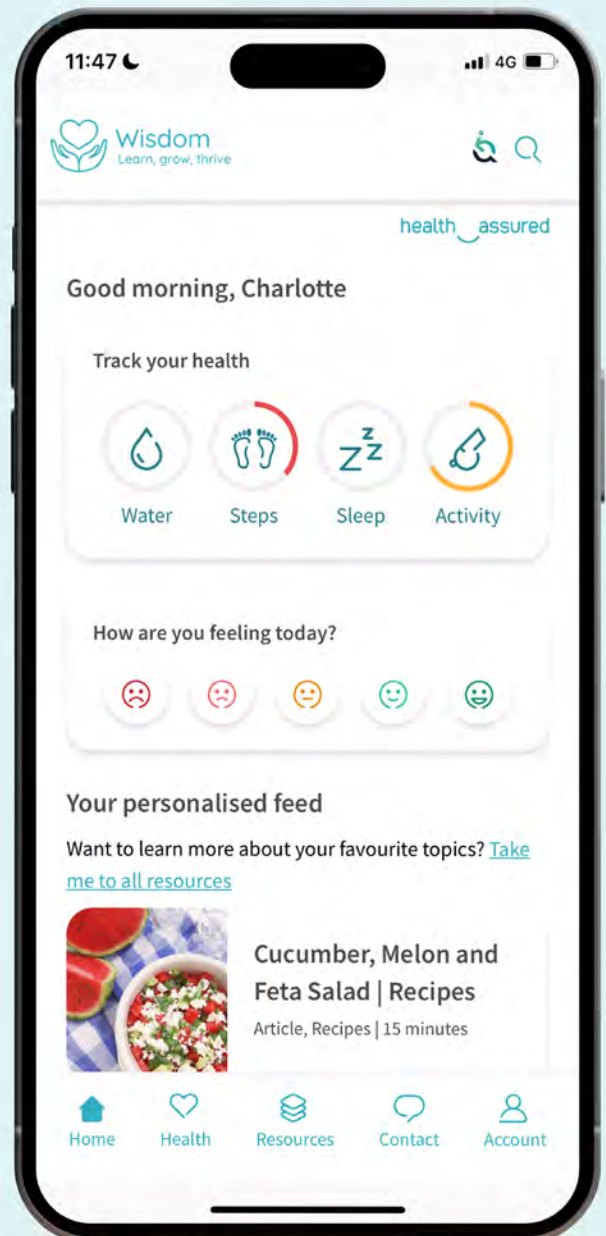 11:47
4G
Wisdom
Learn, grow, thrive
health assured
Good morning, Charlotte
Track your health
Water Steps Sleep Activity
How are you feeling today?
Your personalised feed
Want to learn more about your favourite topics? Take
me to all resources
Cucumber, Melon and
Feta Salad | Recipes
Article, Recipes | 15 minutes
Home Health Resources Contact Account